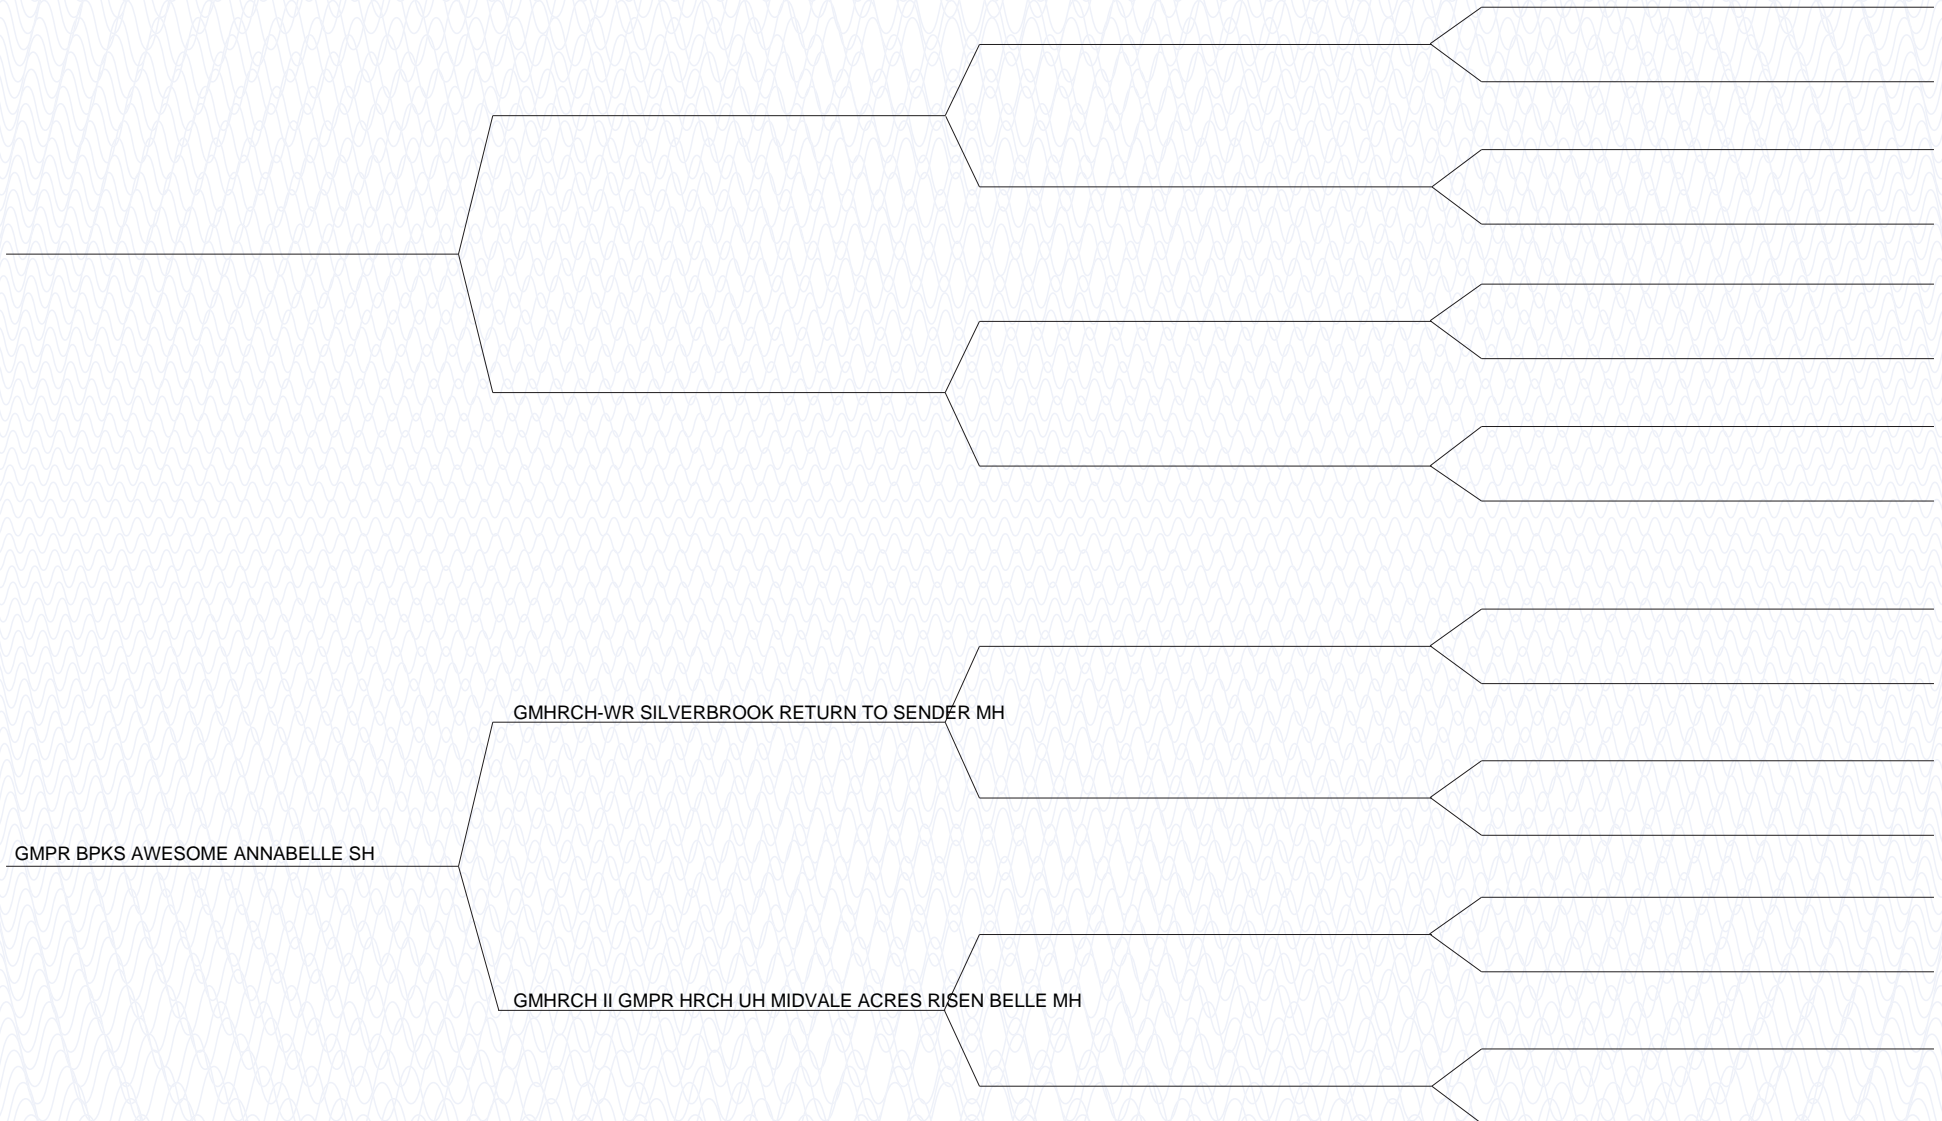 GMHRCH-WR SILVERBROOK RETURN TO SENDER MH
GMPR BPKS AWESOME ANNABELLE SH
GMHRCH II GMPR HRCH UH MIDVALE ACRES RISEN BELLE MH